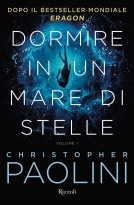 DOPO IL BESTSELLER MONDIALE
ERAGON
DORMIRE
IN UN
MARE DI
STELLE
VOLUME 1
CHRISTOPHER
PAOLINI
Rizzoli